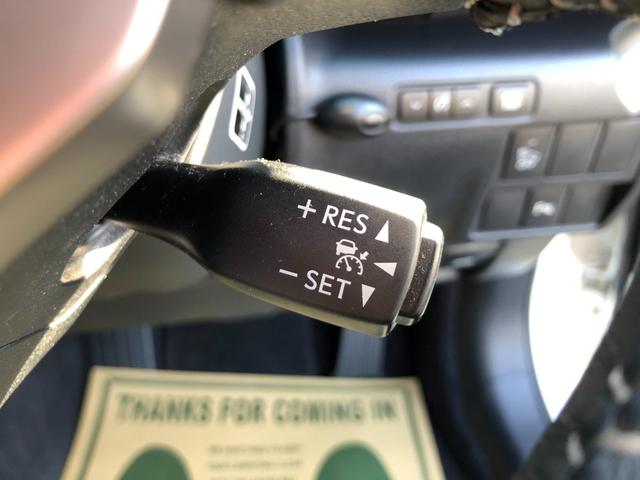 + RES
− SET
THANKS FOR COMING IN